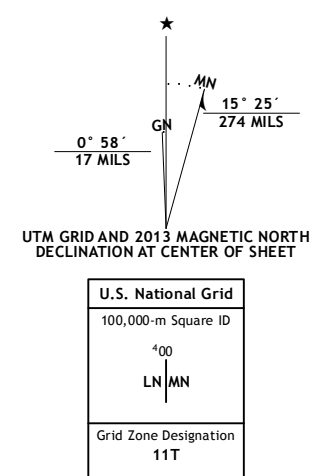 ★
MN
15° 25´
274 MILS
GN
0° 58´
17 MILS
UTM GRID AND 2013 MAGNETIC NORTH
DECLINATION AT CENTER OF SHEET
U.S. National Grid
100,000-m Square ID
⁴00
LN MN
Grid Zone Designation
11T